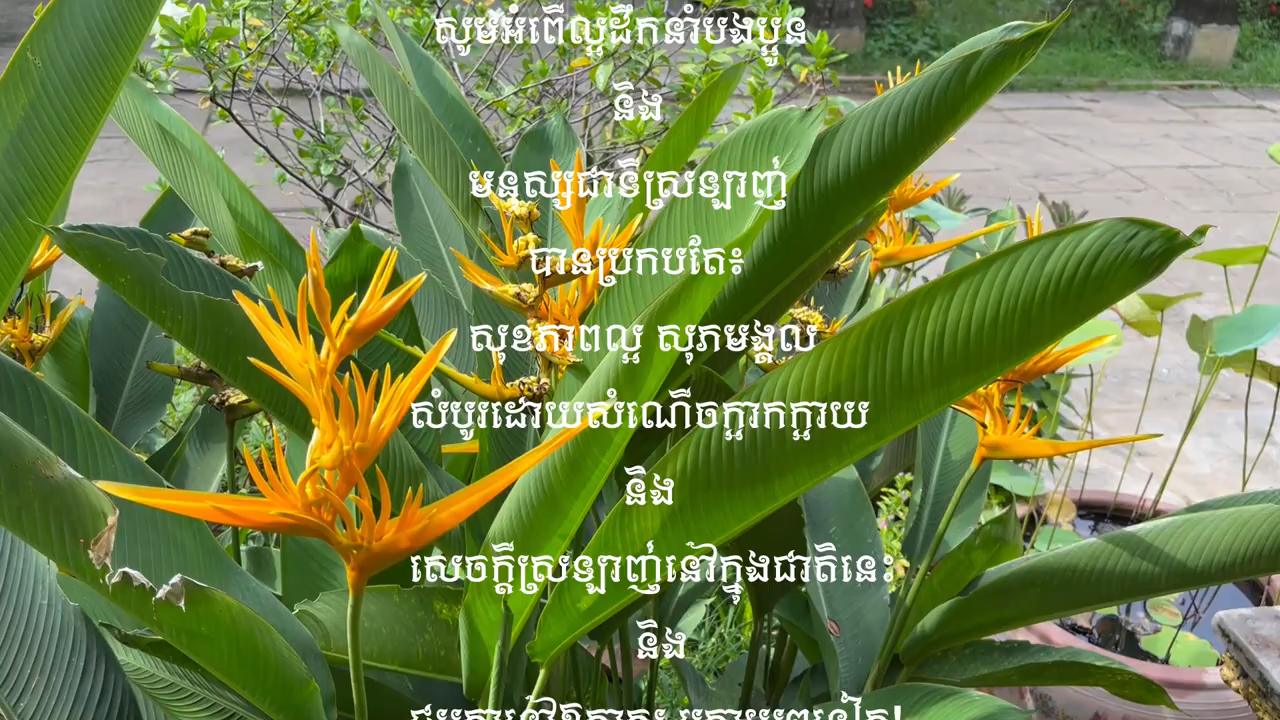 សូមអំពើល្អដឹកនាំបងប្អូន
និង
មនុស្សជាទីស្រឡាញ់
បានប្រកបតែៈ
សុខភាពល្អ សុភមង្គល
សំបូរដោយសំណើចក្អាកក្អាយ
និង
សេចក្តីស្រឡាញ់នៅក្នុងជាតិនេះ
និង